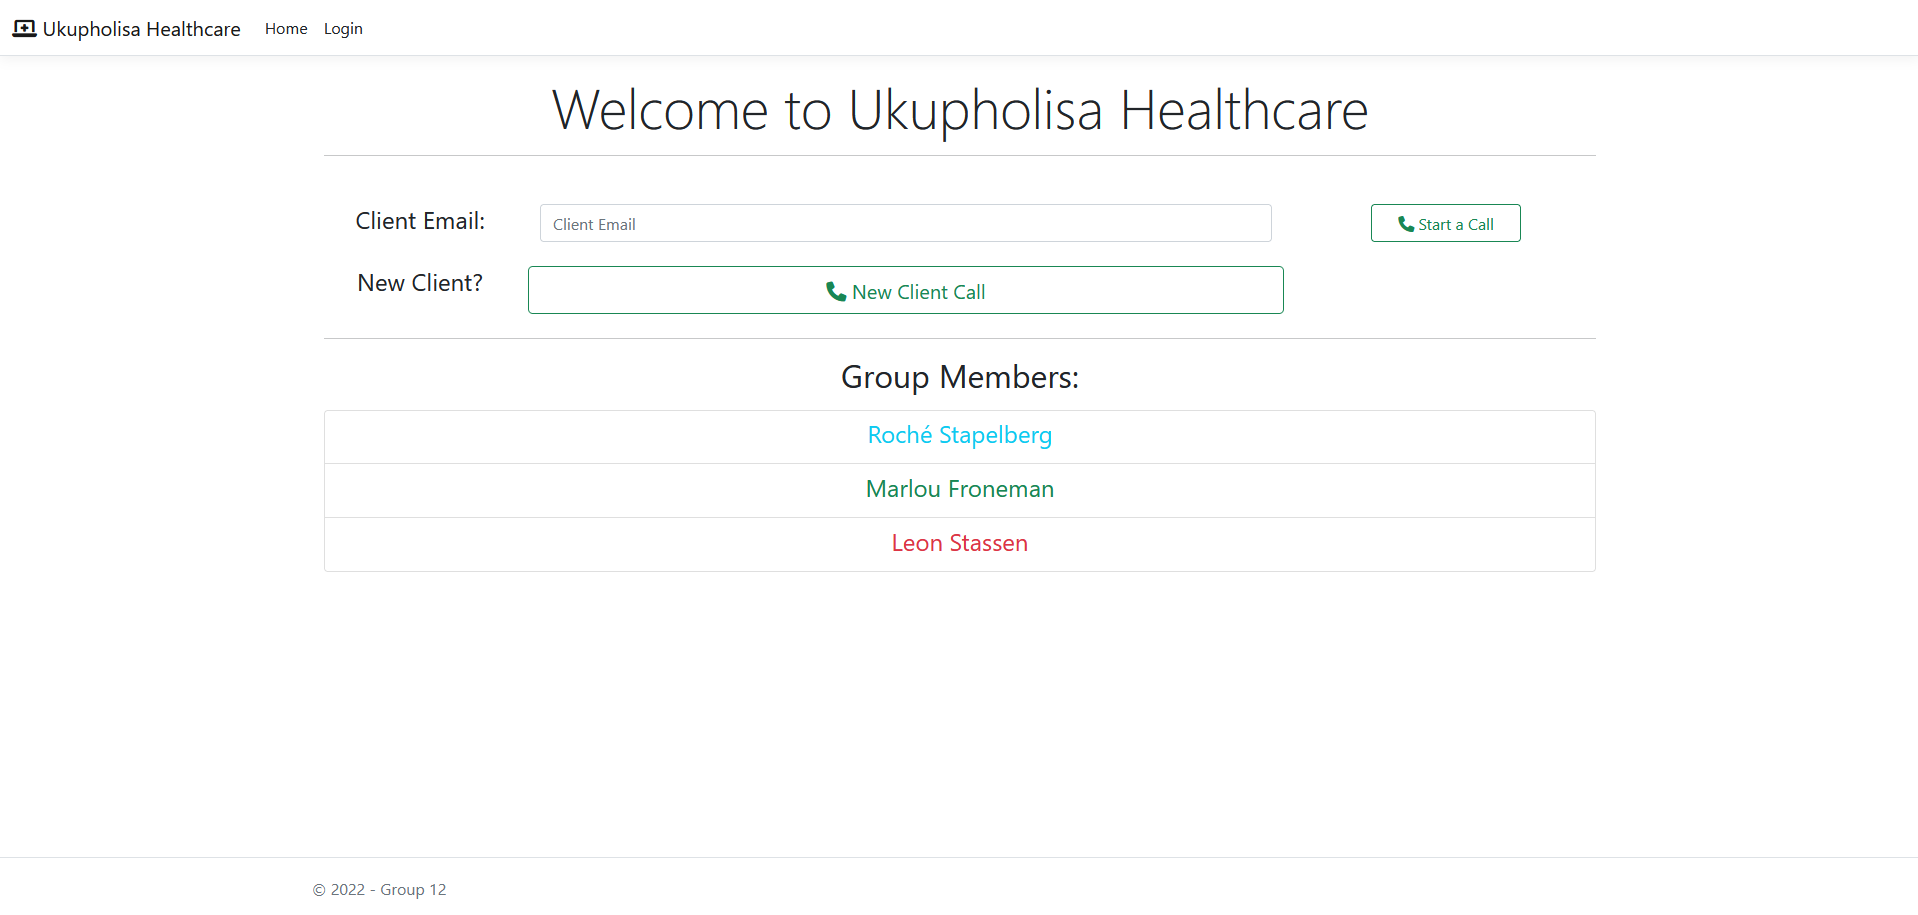 Ukupholisa Healthcare Home Login
Welcome to Ukupholisa Healthcare
Client Email: Client Email Start a Call
New Client? New Client Call
Group Members:
Roché Stapelberg
Marlou Froneman
Leon Stassen
© 2022 - Group 12